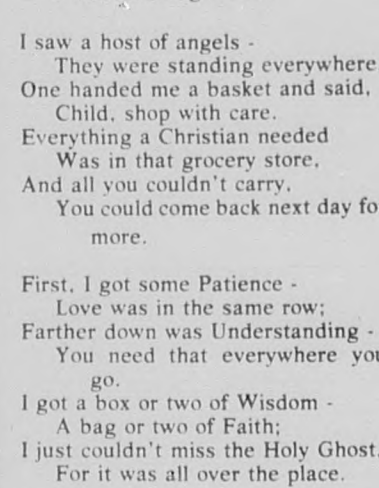 I saw a host of angels -
They were standing everywhere
One handed me a basket and said,
Child, shop with care.
Everything a Christian needed
Was in that grocery store,
And all you couldn't carry,
You could come back next day fo
more.
First, I got some Patience -
Love was in the same row;
Farther down was Understanding -
You need that everywhere you
go.
I got a box or two of Wisdom -
A bag or two of Faith;
I just couldn't miss the Holy Ghost,
For it was all over the place.